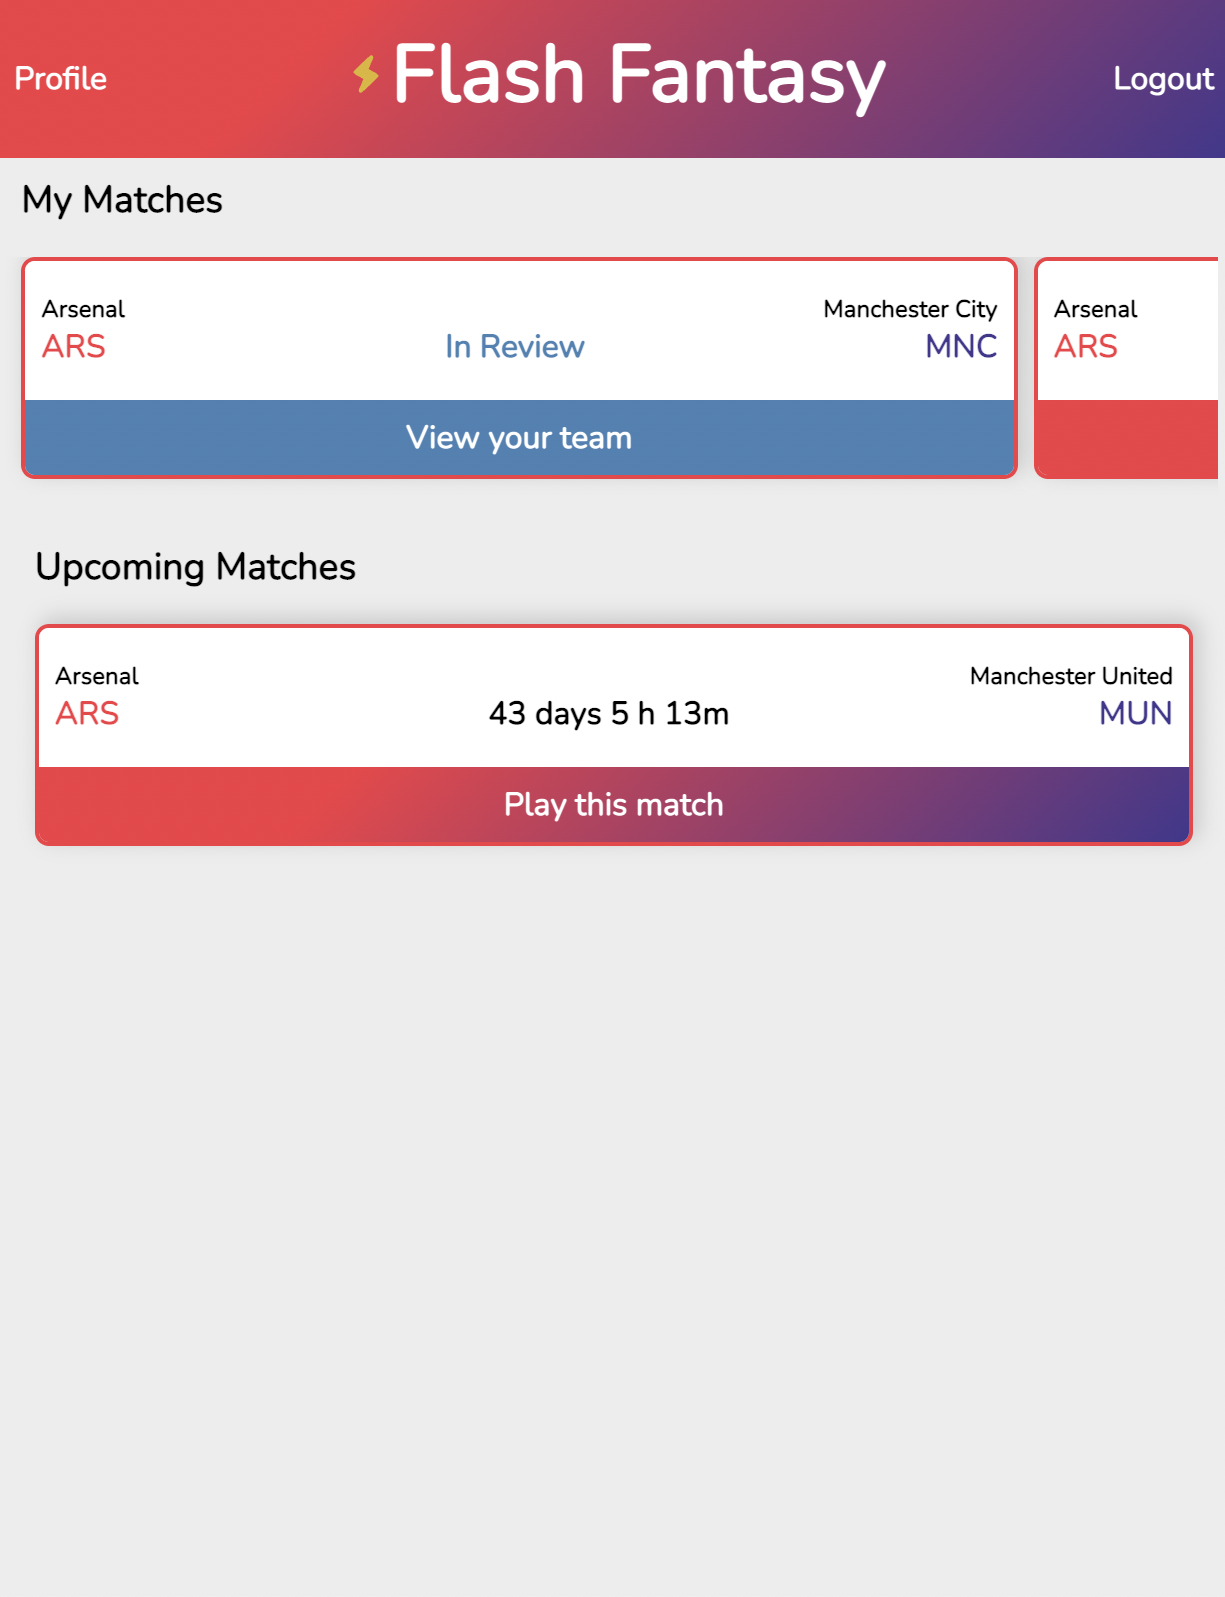 Profile
Flash Fantasy
Logout
My Matches
Arsenal
ARS
In Review
Manchester City
MNC
View your team
Arsenal
ARS
Upcoming Matches
Arsenal
ARS
43 days 5 h 13m
Manchester United
MUN
Play this match